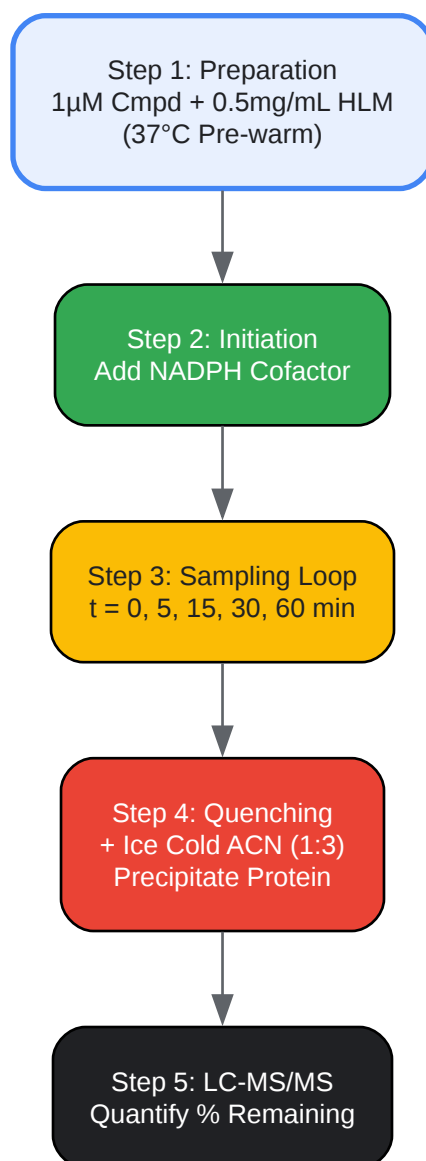 Step 1: Preparation
1µM Cmpd + 0.5mg/mL HLM
(37°C Pre-warm)
Step 2: Initiation
Add NADPH Cofactor
Step 3: Sampling Loop
t = 0, 5, 15, 30, 60 min
Step 4: Quenching
+ Ice Cold ACN (1:3)
Precipitate Protein
Step 5: LC-MS/MS
Quantify % Remaining